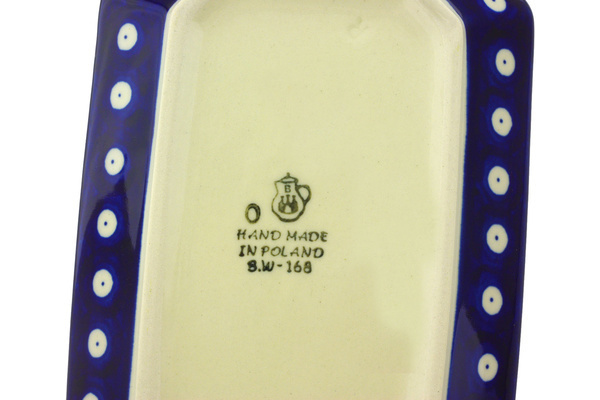 B
O
HAND MADE
IN POLAND
S.W-168